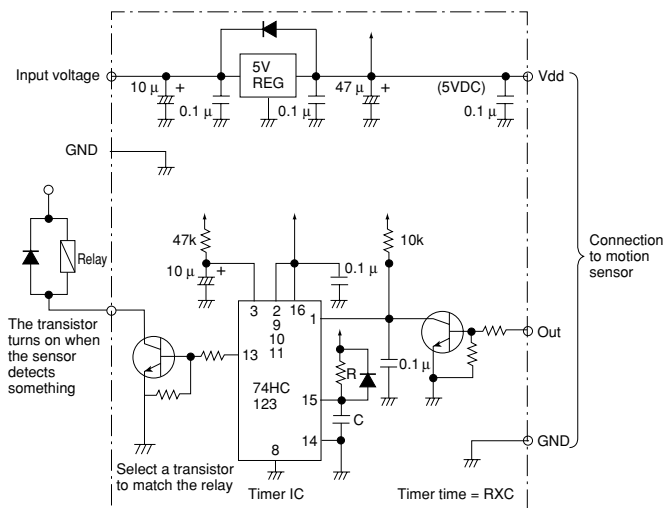 Input voltage
10 µ
+
0.1 µ
5V
REG
0.1 µ
47 µ
+
(5VDC)
0.1 µ
Vdd
GND
Relay
47k
10 µ
+
0.1 µ
10k
Connection
to motion
sensor
3
2
16
9
10
11
1
13
74HC
123
15
14
8
R
C
0.1 µ
Out
GND
The transistor
turns on when
the sensor
detects
something
Select a transistor
to match the relay
Timer IC
Timer time = RXC